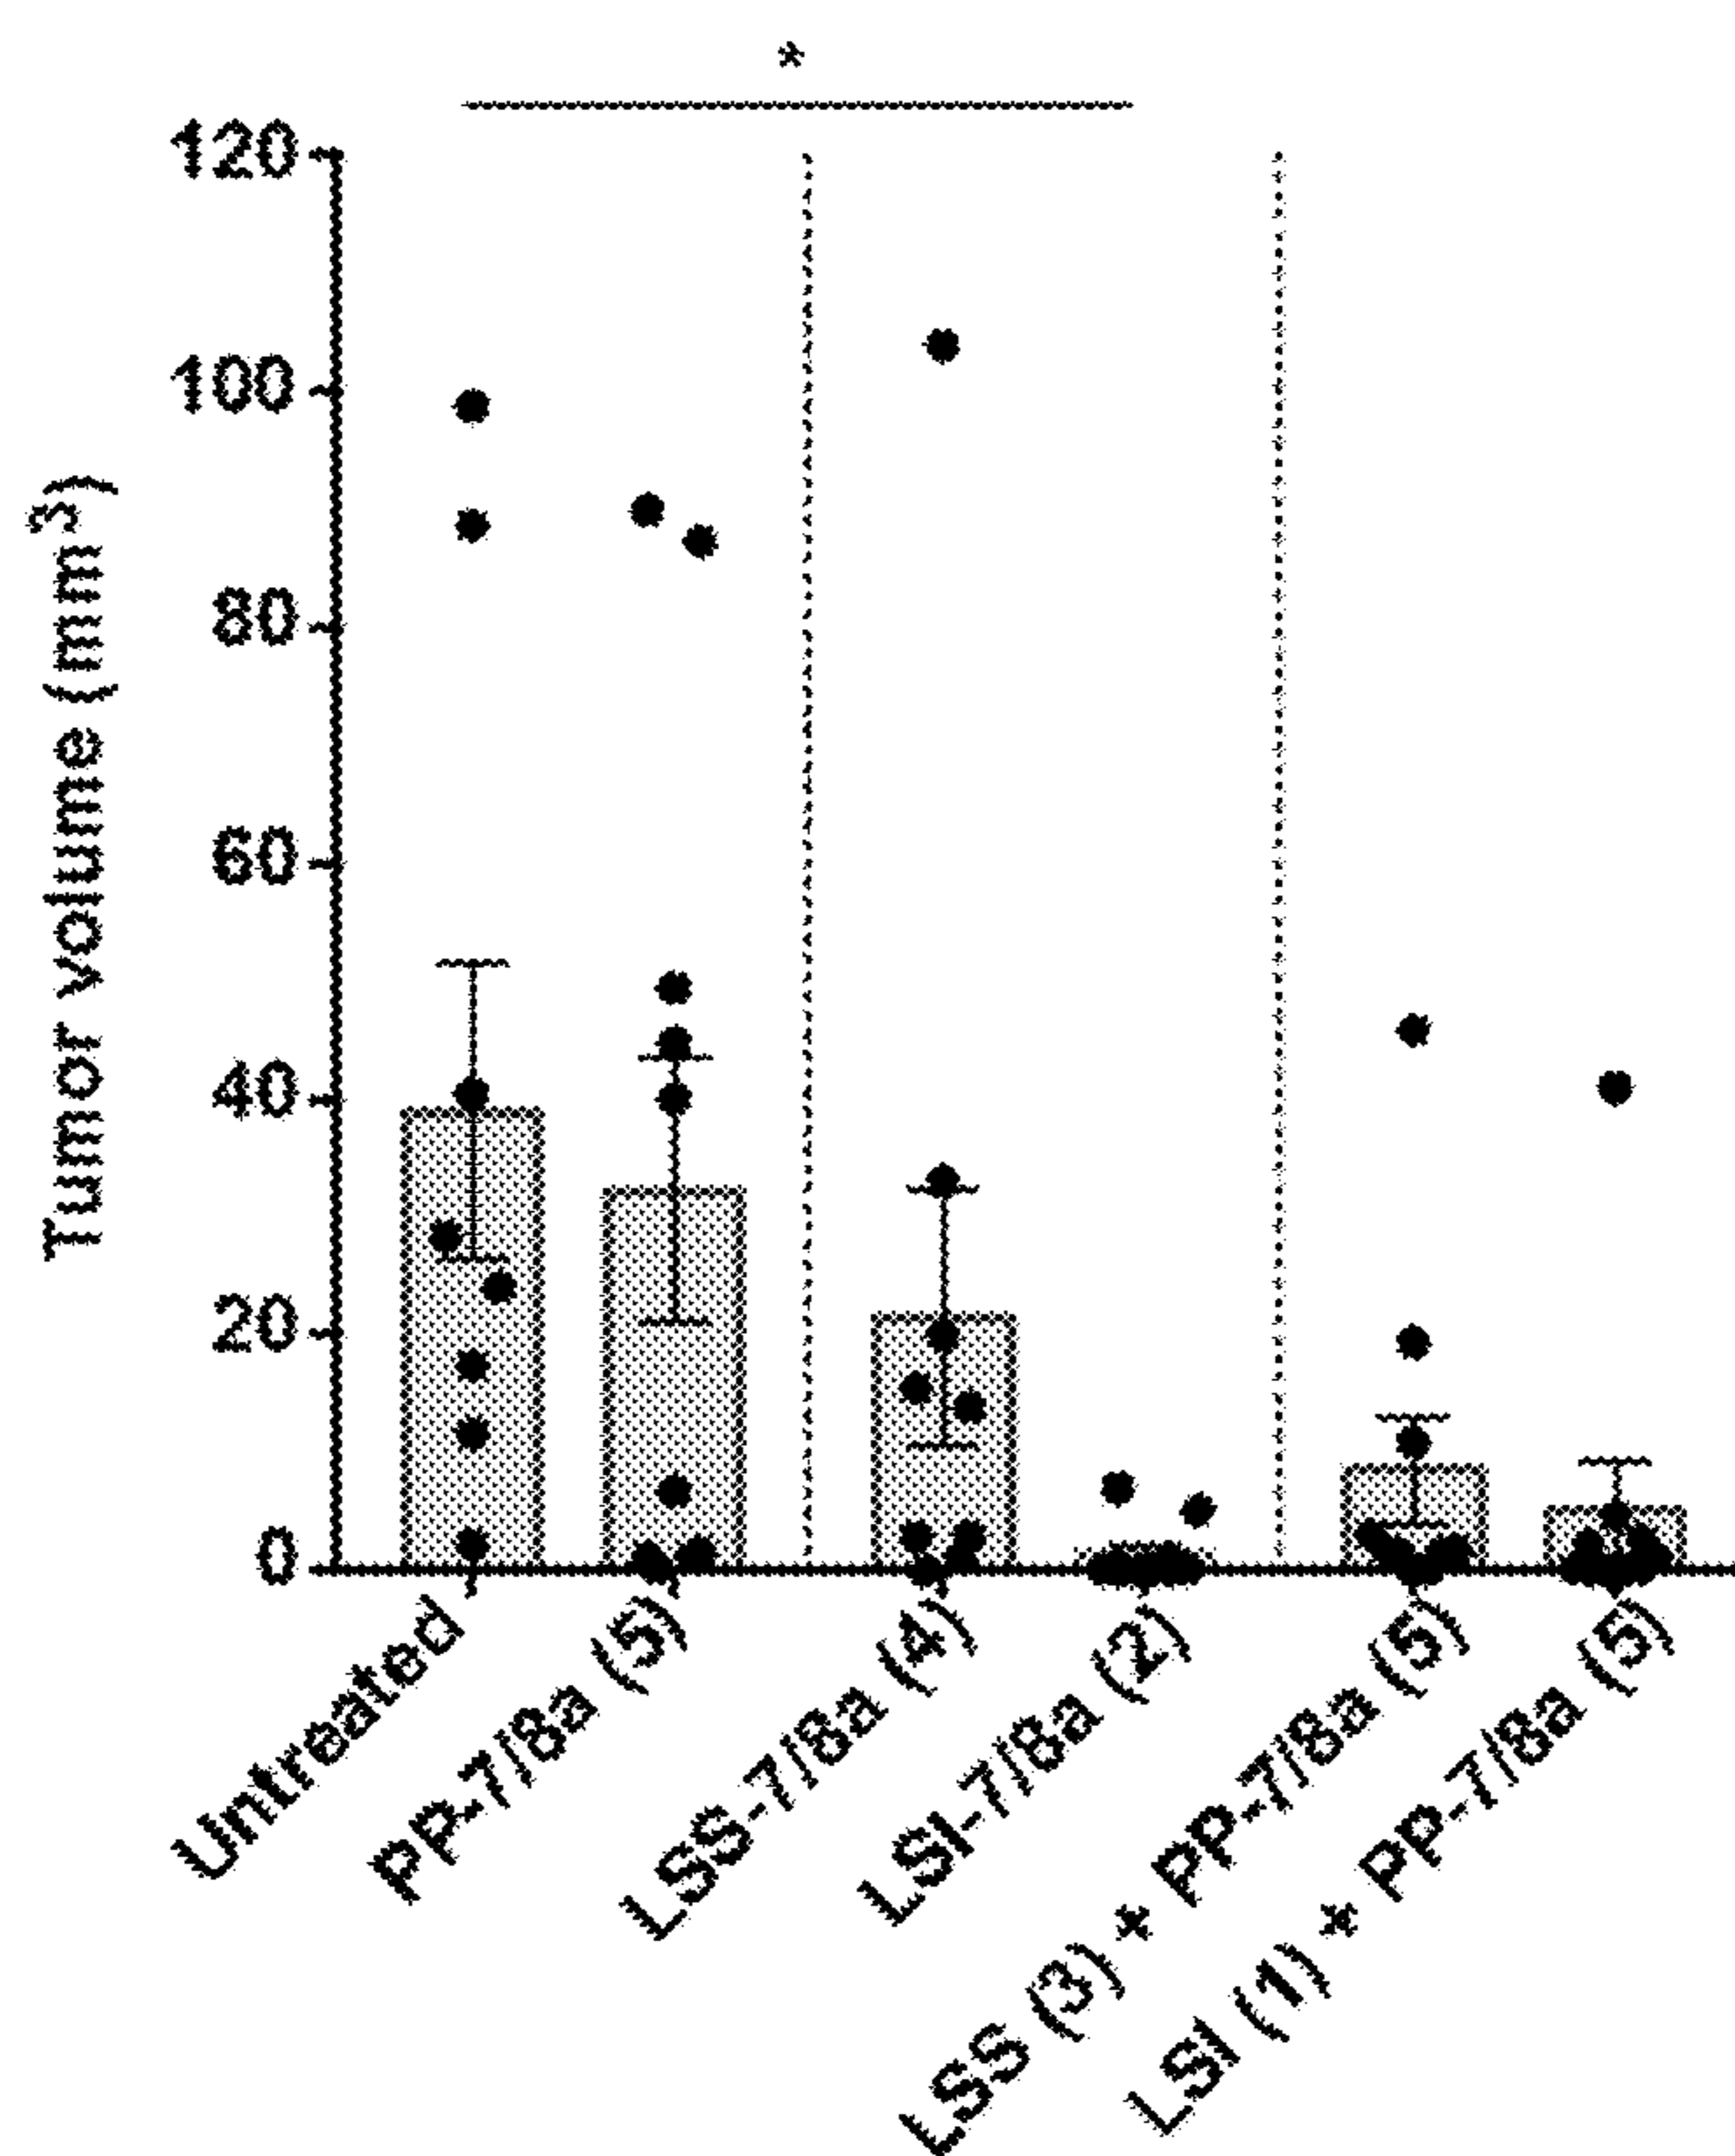 *
120
100
80
60
40
20
0
Tumor volume (mm³)
Untreated
PP-7/8a (5)
LSS-7/8a (4)
LSI-7/8a (2)
LSS (3) * PP-7/8a (5)
LSI (1) * PP-7/8a (5)